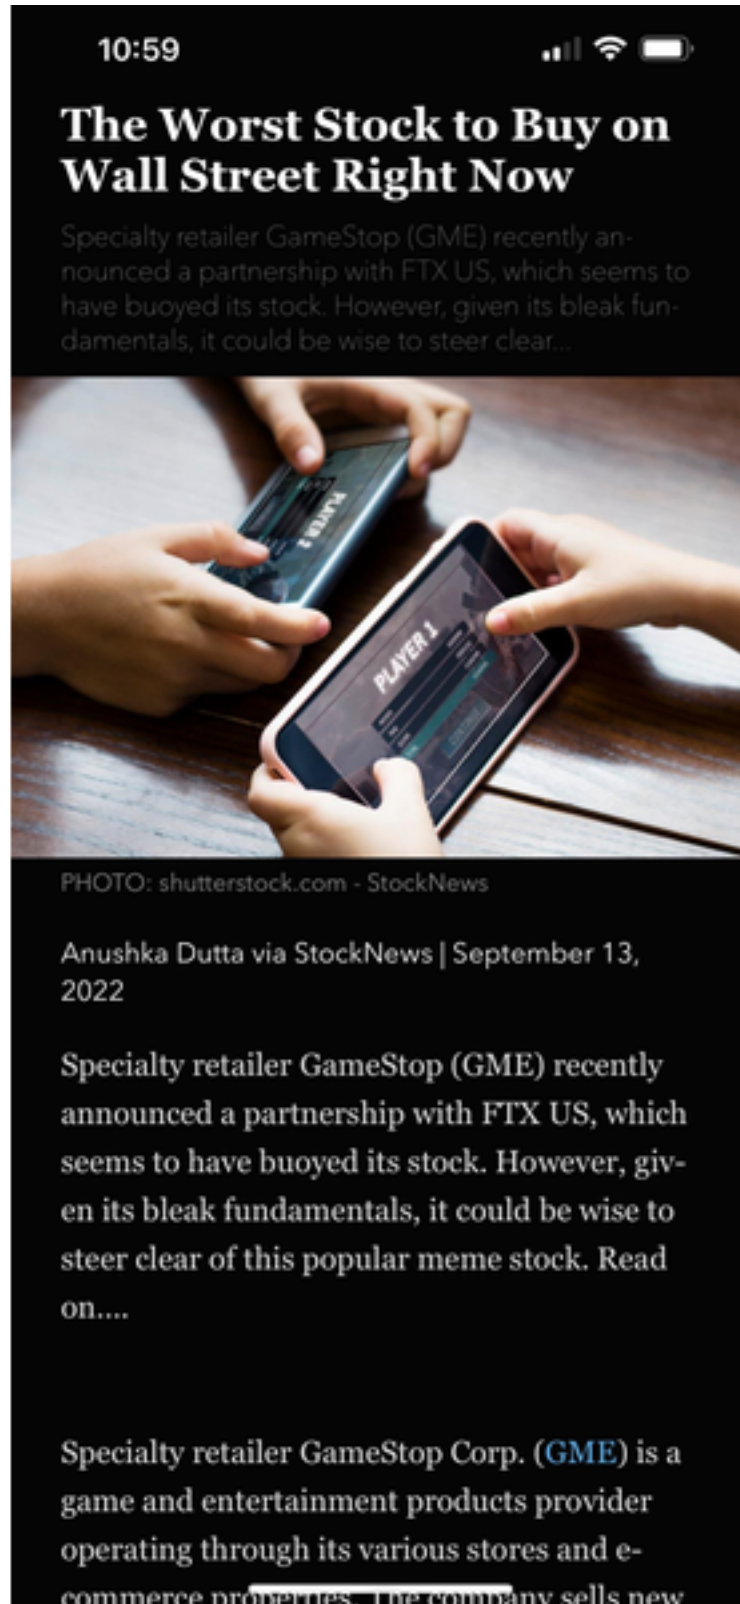 10:59
The Worst Stock to Buy on
Wall Street Right Now
Specialty retailer GameStop (GME) recently an-
nounced a partnership with FTX US, which seems to
have buoyed its stock. However, given its bleak fun-
damentals, it could be wise to steer clear...
PLAYER 2
PLAYER 1
PHOTO: shutterstock.com - StockNews
Anushka Dutta via StockNews | September 13,
2022
Specialty retailer GameStop (GME) recently
announced a partnership with FTX US, which
seems to have buoyed its stock. However, giv-
en its bleak fundamentals, it could be wise to
steer clear of this popular meme stock. Read
on....
Specialty retailer GameStop Corp. (GME) is a
game and entertainment products provider
operating through its various stores and e-
commerce properties. The company sells new